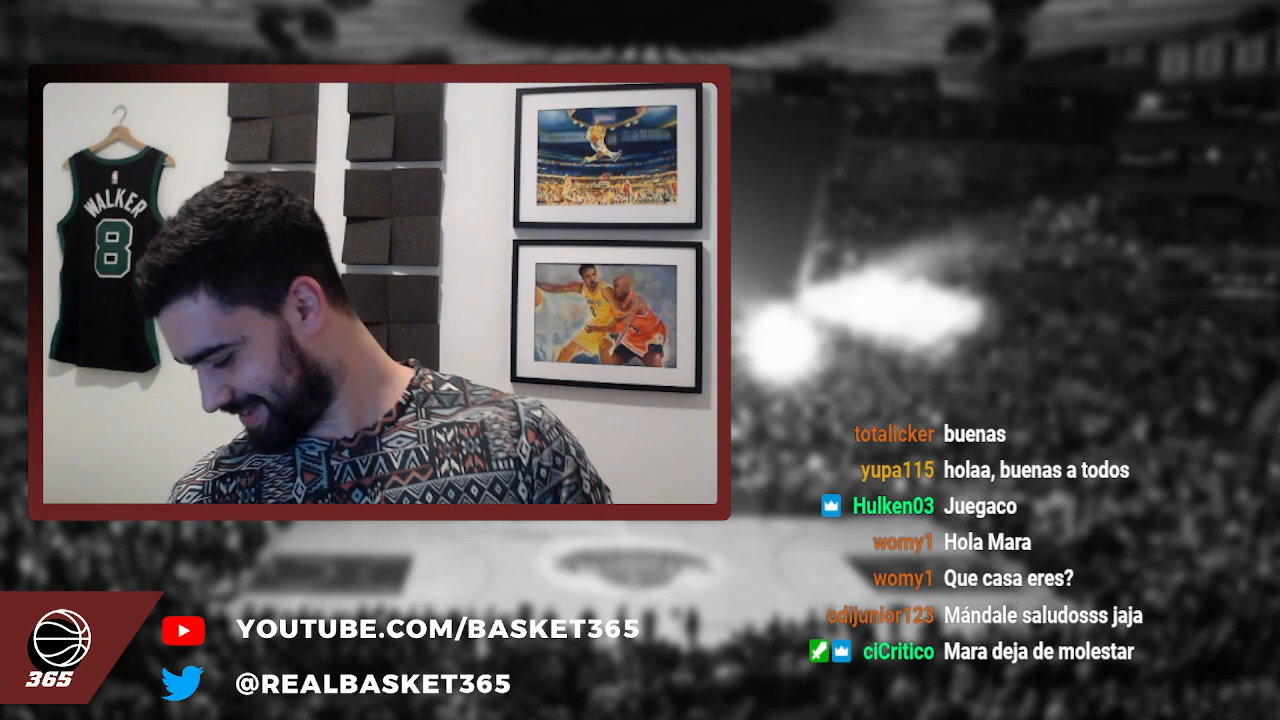 WALKER
8
totalicker buenas
yupa115 holaa, buenas a todos
Hulken03 Juegaco
womy1 Hola Mara
womy1 Que casa eres?
odijunior123 Mándale saludosss jaja
ciCritico Mara deja de molestar
365
YOUTUBE.COM/BASKET365
@REALBASKET365